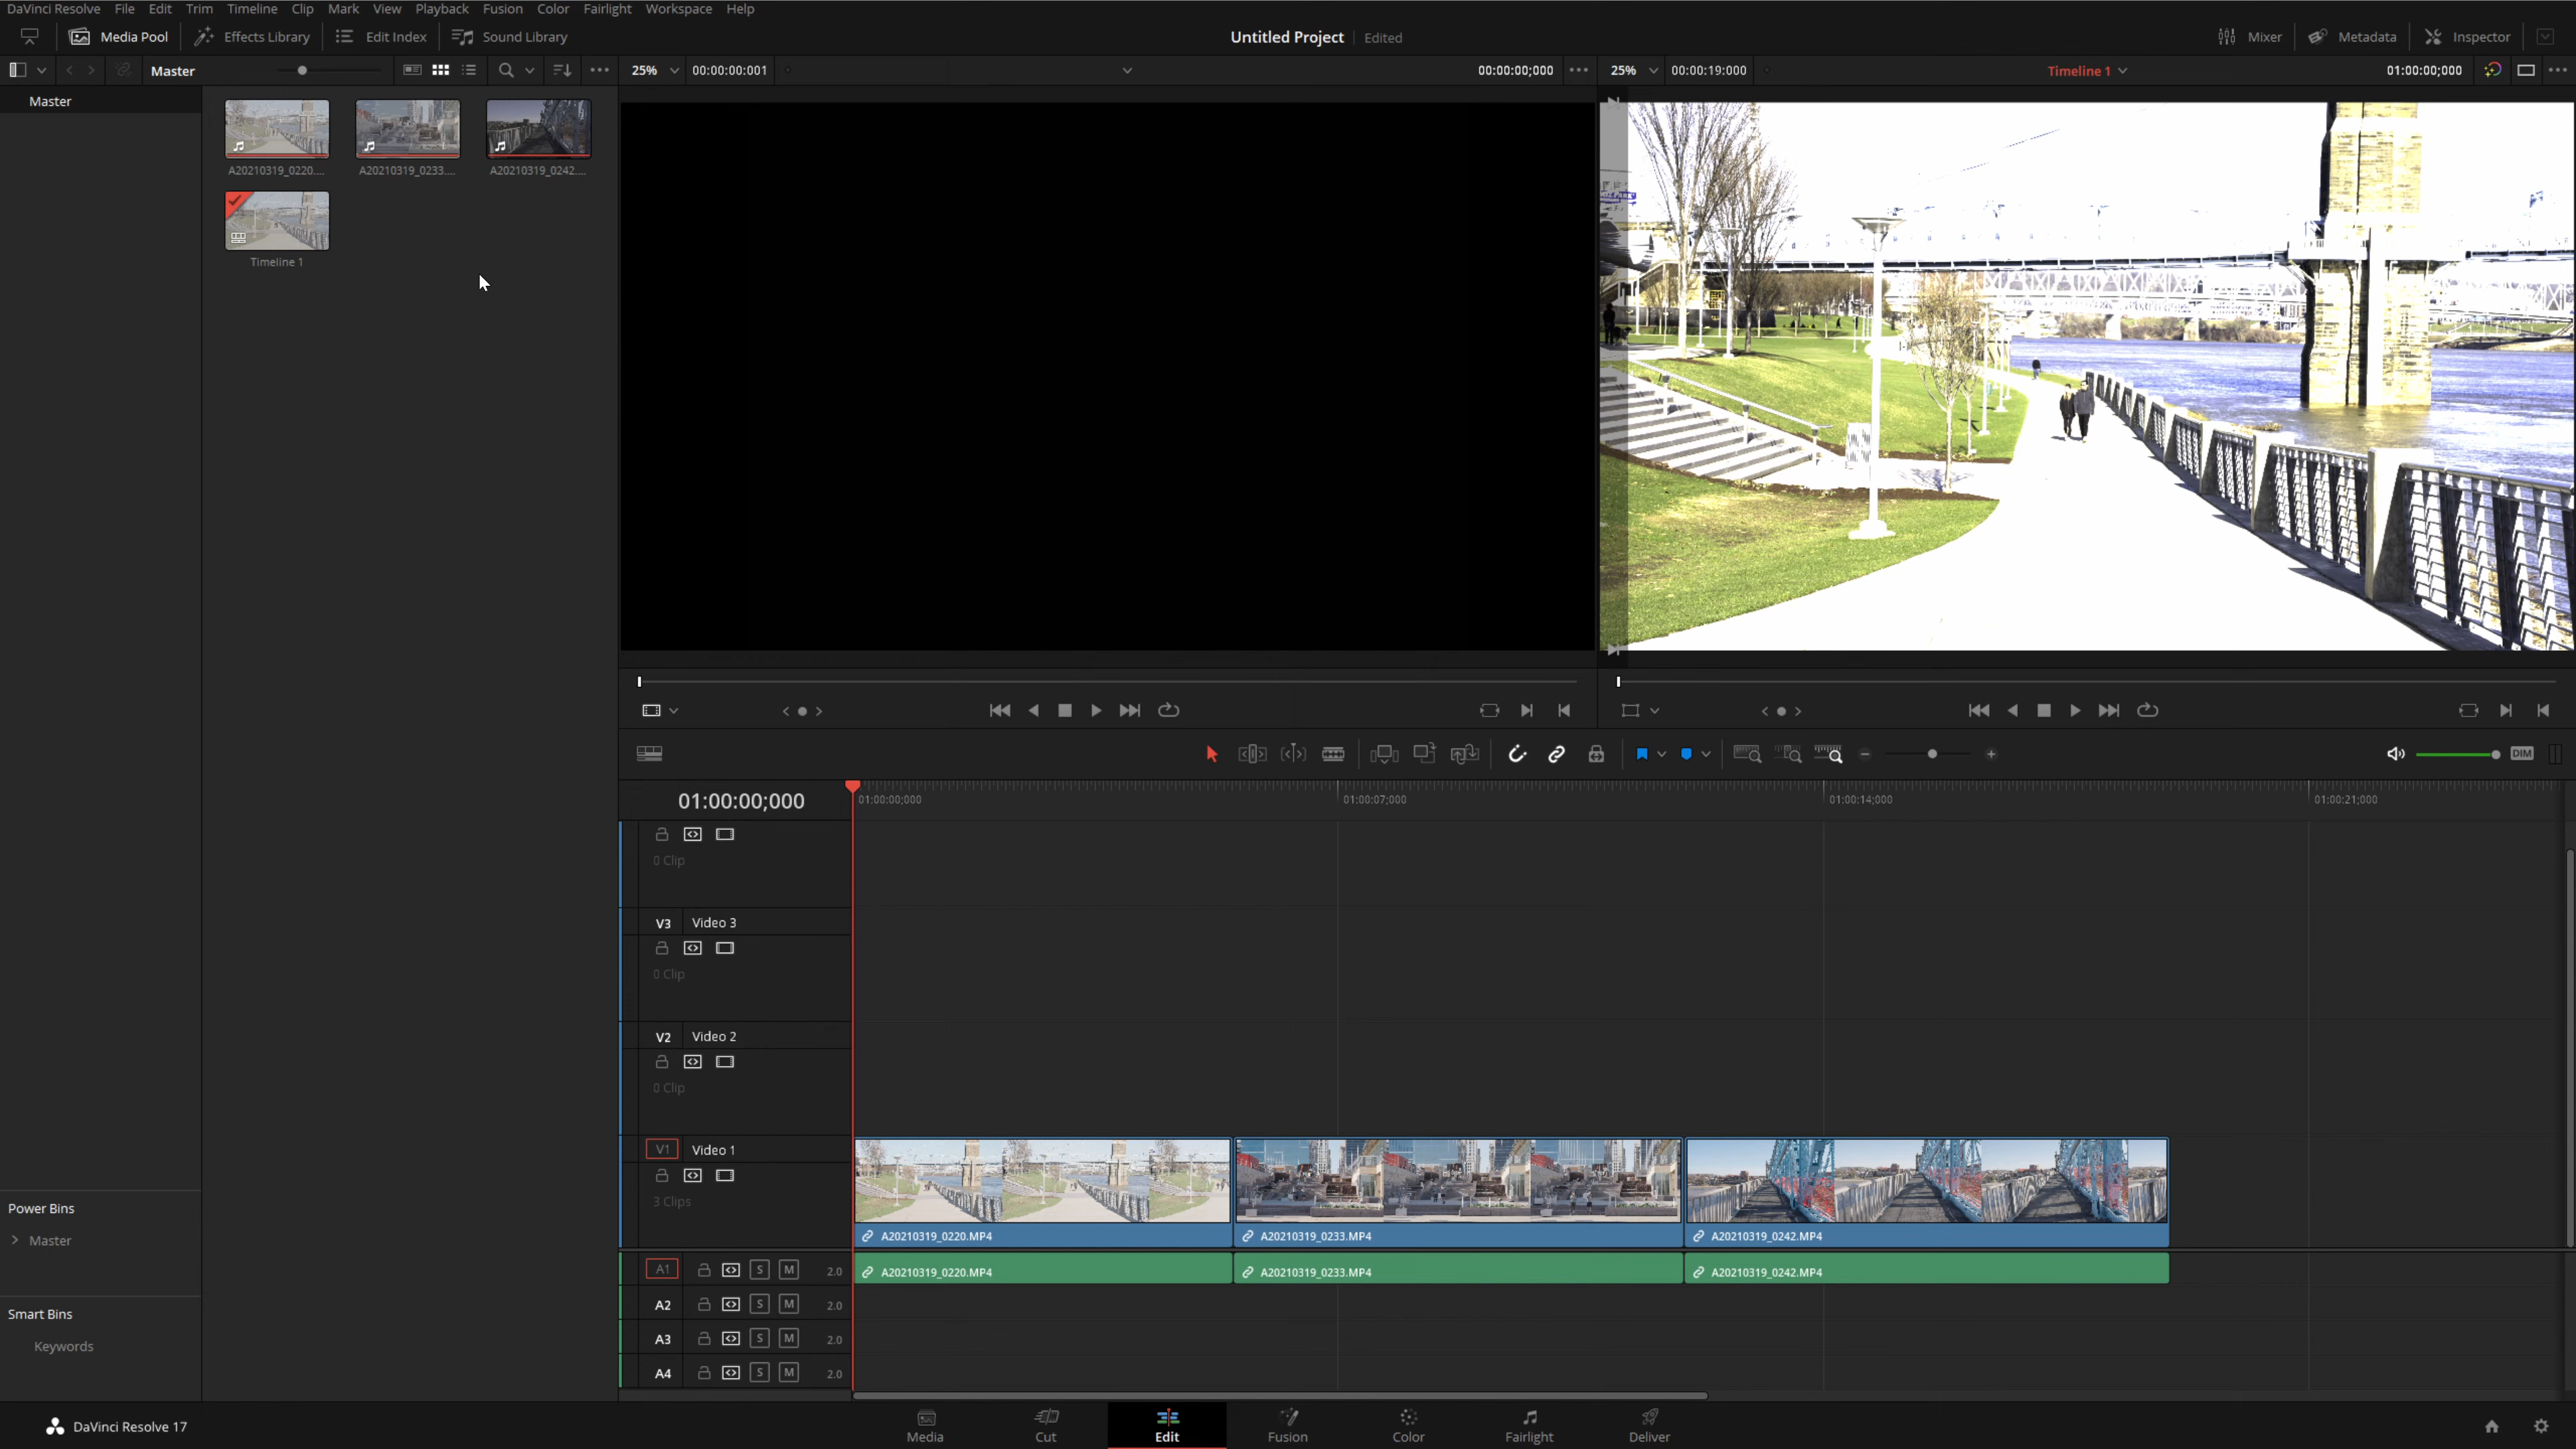 DaVinci Resolve File Edit Trim Timeline Clip Mark View Playback Fusion Color Fairlight Workspace Help
Media Pool Effects Library Edit Index Sound Library Untitled Project Edited Mixer Metadata Inspector
Master 25% 00:00:00:001 00:00:00;000 25% 00:00:19:000 Timeline 1 01:00:00;000
Master
A20210319_0220.... A20210319_0233.... A20210319_0242....
Timeline 1
DIM
01:00:00;000 01:00:00;000 01:00:07;000 01:00:14;000 01:00:21;000
0 Clip
V3 Video 3
0 Clip
V2 Video 2
0 Clip
V1 Video 1
3 Clips
A20210319_0220.MP4 A20210319_0233.MP4 A20210319_0242.MP4
A1 S M 2.0 A20210319_0220.MP4 A20210319_0233.MP4 A20210319_0242.MP4
A2 S M 2.0
A3 S M 2.0
A4 S M 2.0
Power Bins
Master
Smart Bins
Keywords
DaVinci Resolve 17
Media Cut Edit Fusion Color Fairlight Deliver